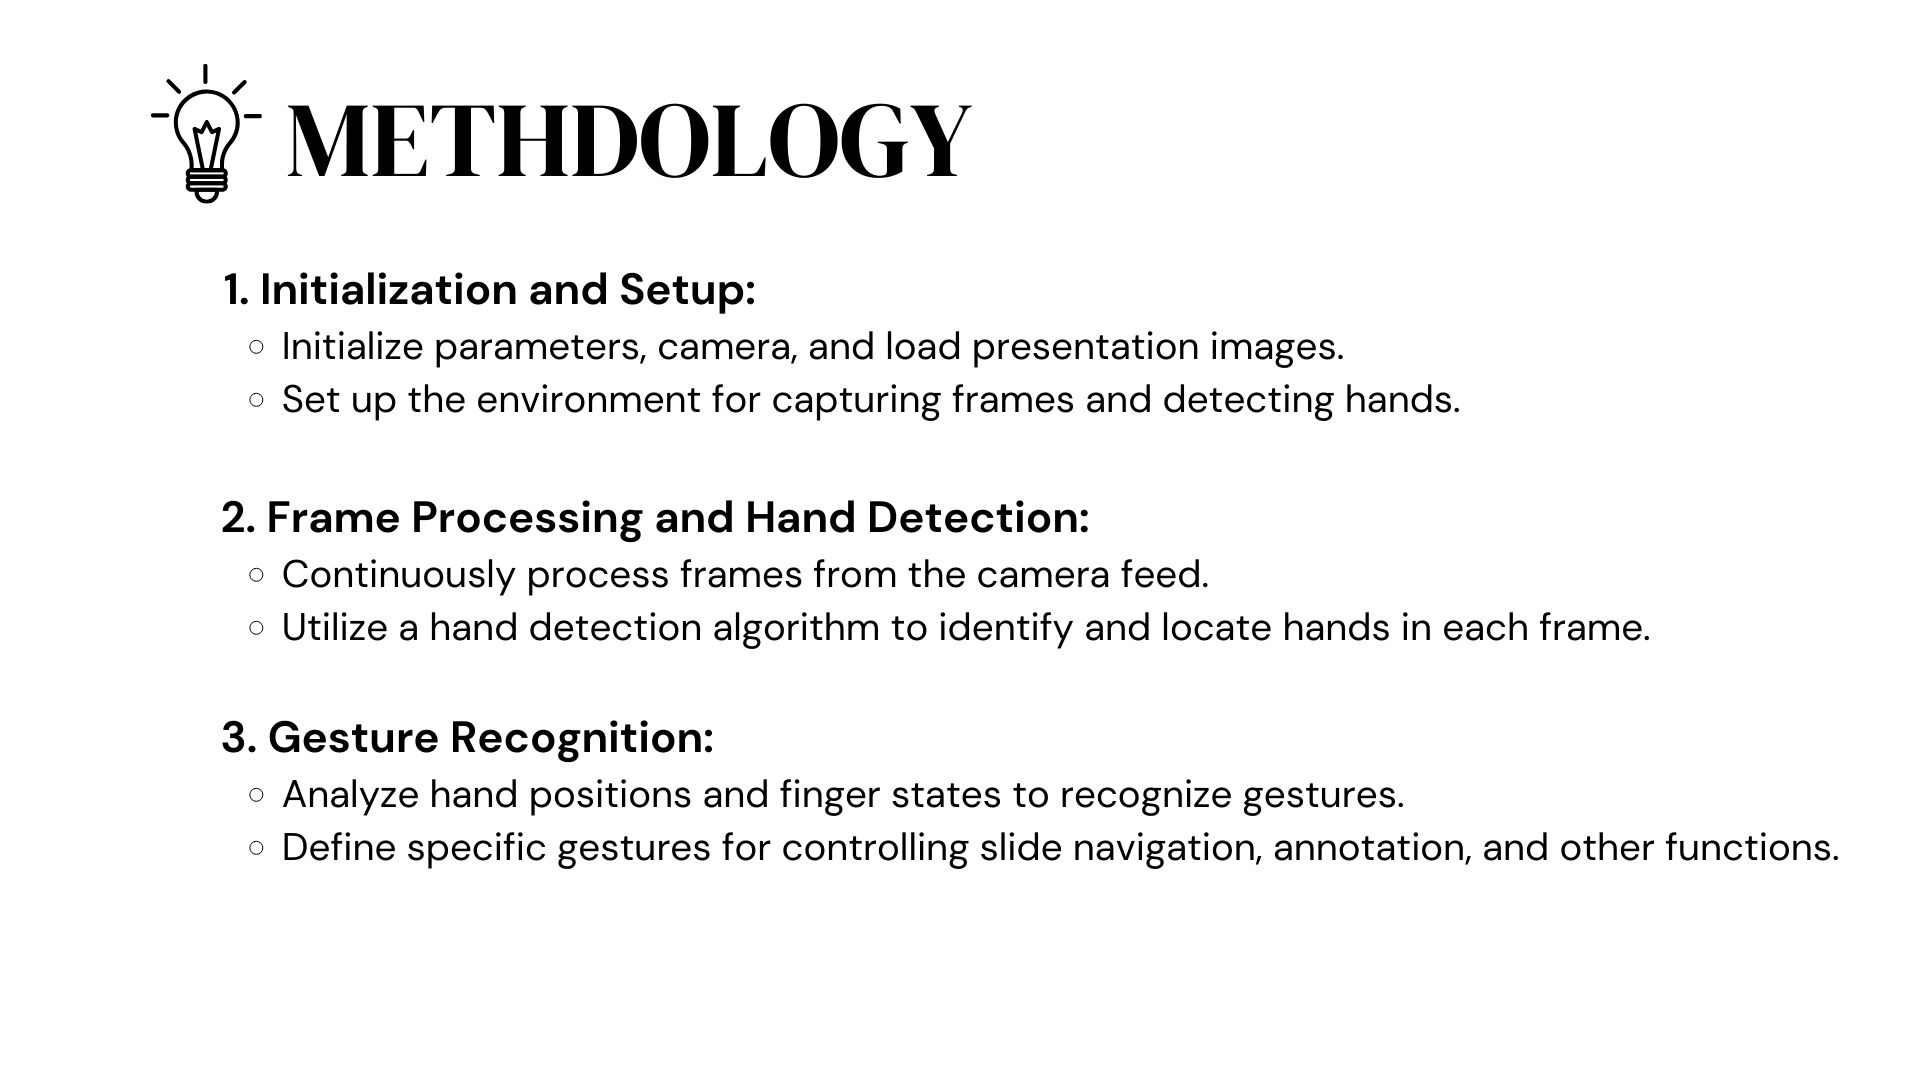 METHDOLOGY
1. Initialization and Setup:
Initialize parameters, camera, and load presentation images.
Set up the environment for capturing frames and detecting hands.
2. Frame Processing and Hand Detection:
Continuously process frames from the camera feed.
Utilize a hand detection algorithm to identify and locate hands in each frame.
3. Gesture Recognition:
Analyze hand positions and finger states to recognize gestures.
Define specific gestures for controlling slide navigation, annotation, and other functions.